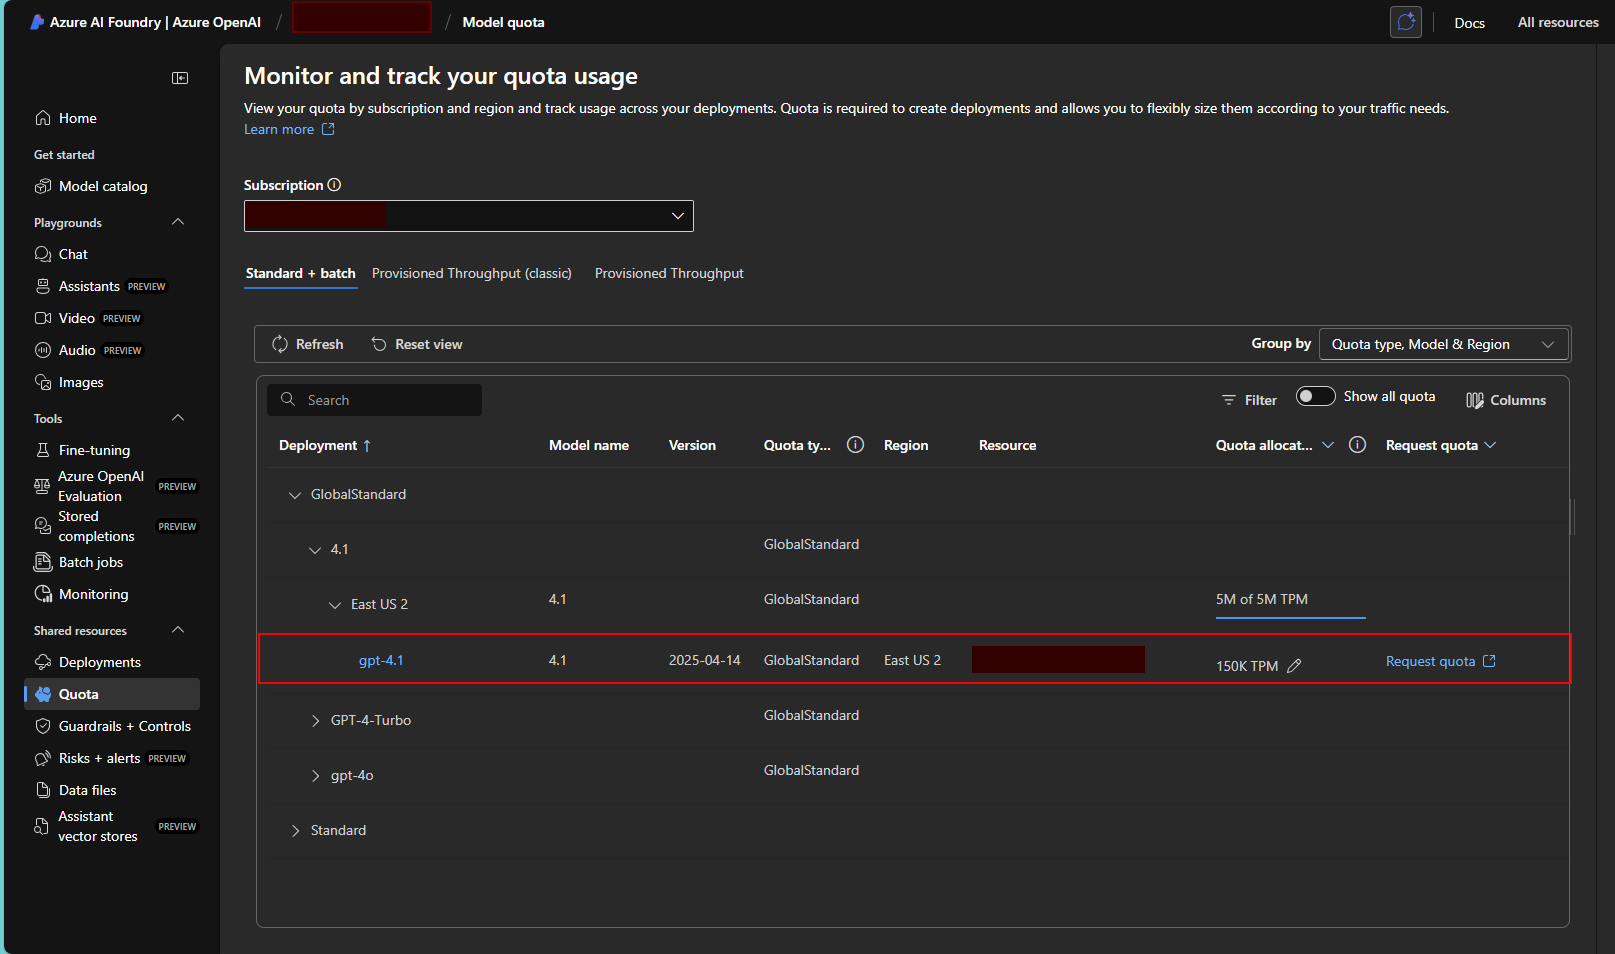 Azure AI Foundry | Azure OpenAI / / Model quota Docs All resources
Home
Get started
Model catalog
Playgrounds
Chat
Assistants PREVIEW
Video PREVIEW
Audio PREVIEW
Images
Tools
Fine-tuning
Azure OpenAI
Evaluation PREVIEW
Stored
completions PREVIEW
Batch jobs
Monitoring
Shared resources
Deployments
Quota
Guardrails + Controls
Risks + alerts PREVIEW
Data files
Assistant
vector stores PREVIEW
Monitor and track your quota usage
View your quota by subscription and region and track usage across your deployments. Quota is required to create deployments and allows you to flexibly size them according to your traffic needs.
Learn more
Subscription
Standard + batch Provisioned Throughput (classic) Provisioned Throughput
Refresh Reset view Group by Quota type, Model & Region
Search Filter Show all quota Columns
Deployment ↑ Model name Version Quota ty... Region Resource Quota allocat... Request quota
GlobalStandard
4.1 GlobalStandard
East US 2 4.1 GlobalStandard 5M of 5M TPM
gpt-4.1 4.1 2025-04-14 GlobalStandard East US 2 150K TPM Request quota
GPT-4-Turbo GlobalStandard
gpt-4o GlobalStandard
Standard